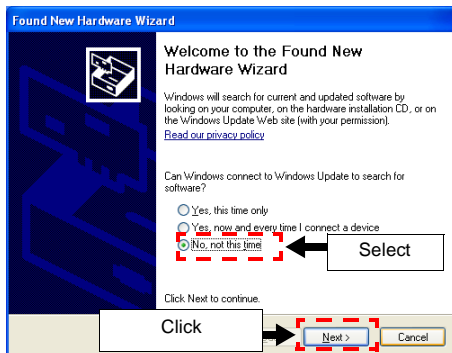 Found New Hardware Wizard
Welcome to the Found New
Hardware Wizard
Windows will search for current and updated software by
looking on your computer, on the hardware installation CD, or on
the Windows Update Web site (with your permission).
Read our privacy policy
Can Windows connect to Windows Update to search for
software?
Yes, this time only
Yes, now and every time I connect a device
No, not this time
Select
Click Next to continue.
Click
Next >
Cancel